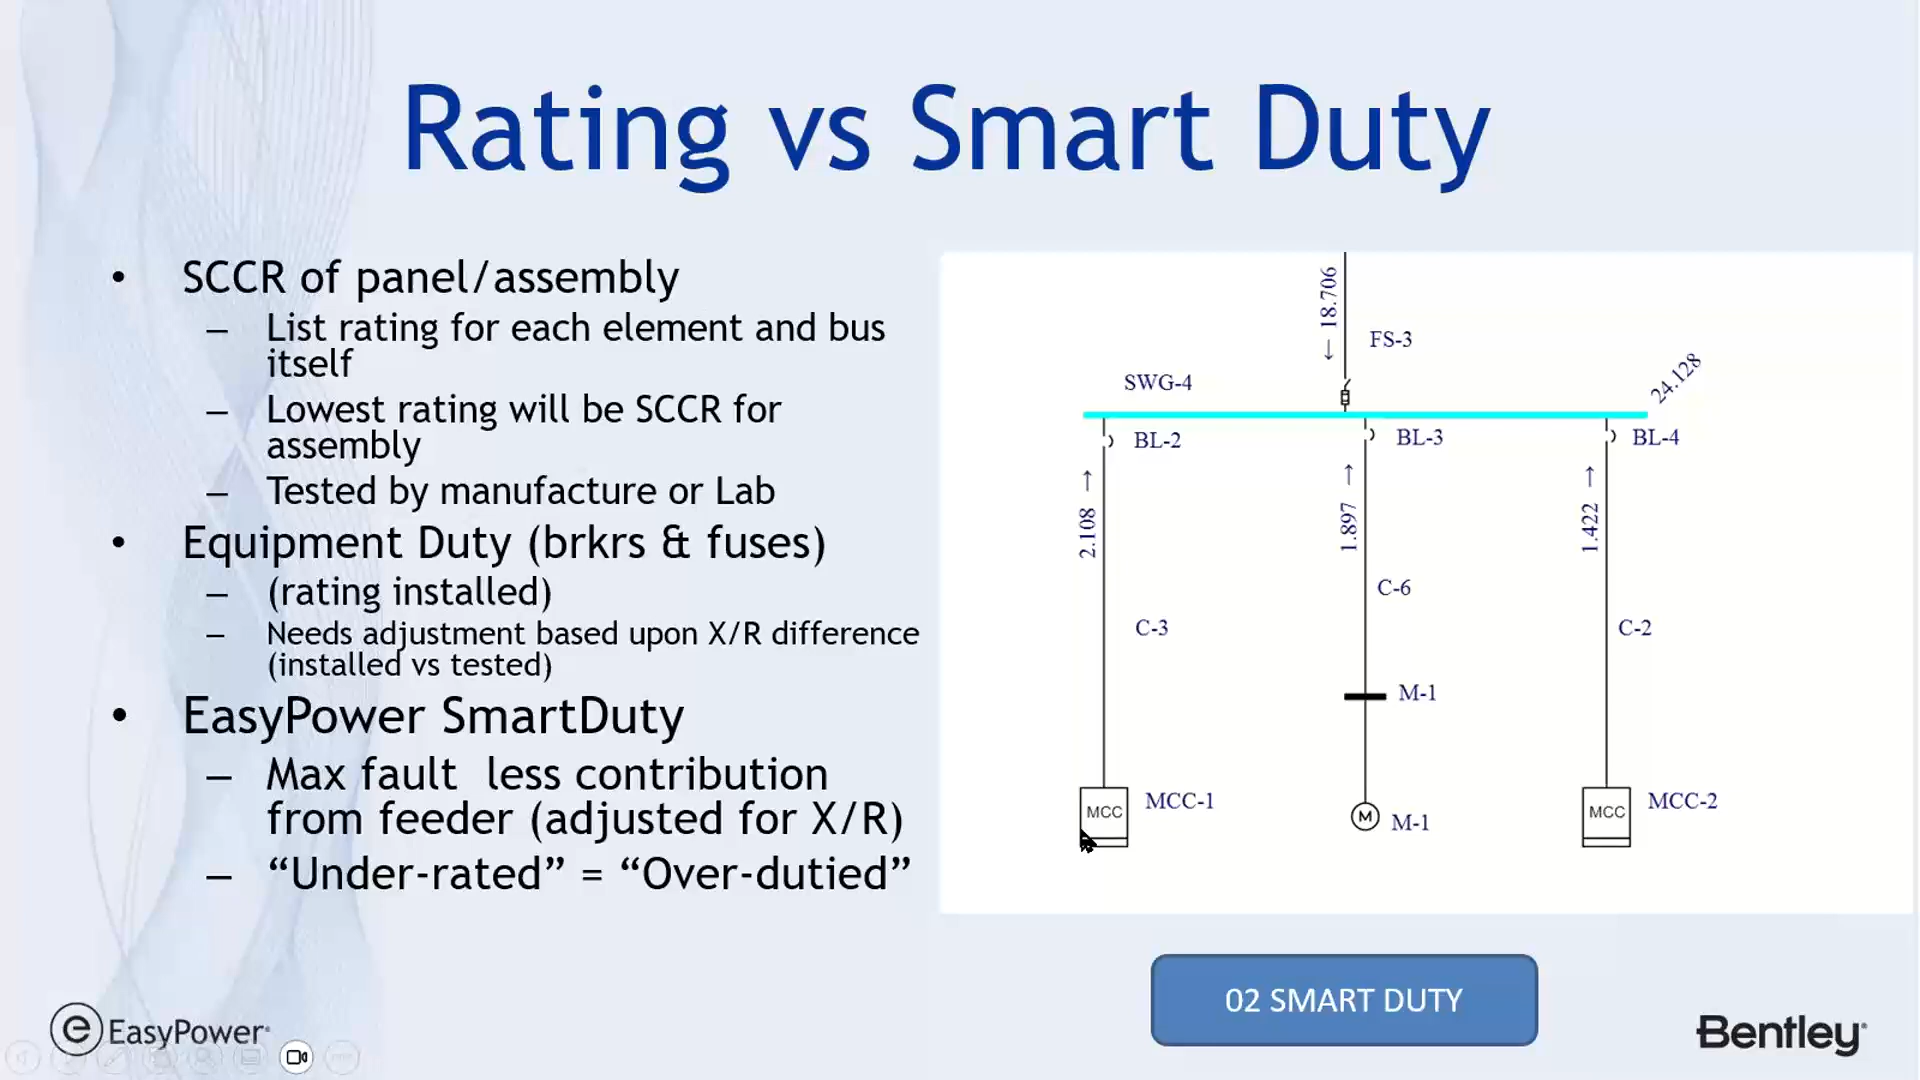 Rating vs Smart Duty
• SCCR of panel/assembly
– List rating for each element and bus
itself
– Lowest rating will be SCCR for
assembly
– Tested by manufacture or Lab
• Equipment Duty (brkrs & fuses)
– (rating installed)
– Needs adjustment based upon X/R difference
(installed vs tested)
• EasyPower SmartDuty
– Max fault less contribution
from feeder (adjusted for X/R)
– “Under-rated” = “Over-dutied”
← 18.706
FS-3
SWG-4
24.128
BL-2
BL-3
BL-4
2.108 →
1.897 →
1.422 →
C-6
C-3
C-2
M-1
MCC
MCC-1
M
M-1
MCC
MCC-2
02 SMART DUTY
e EasyPower
Bentley